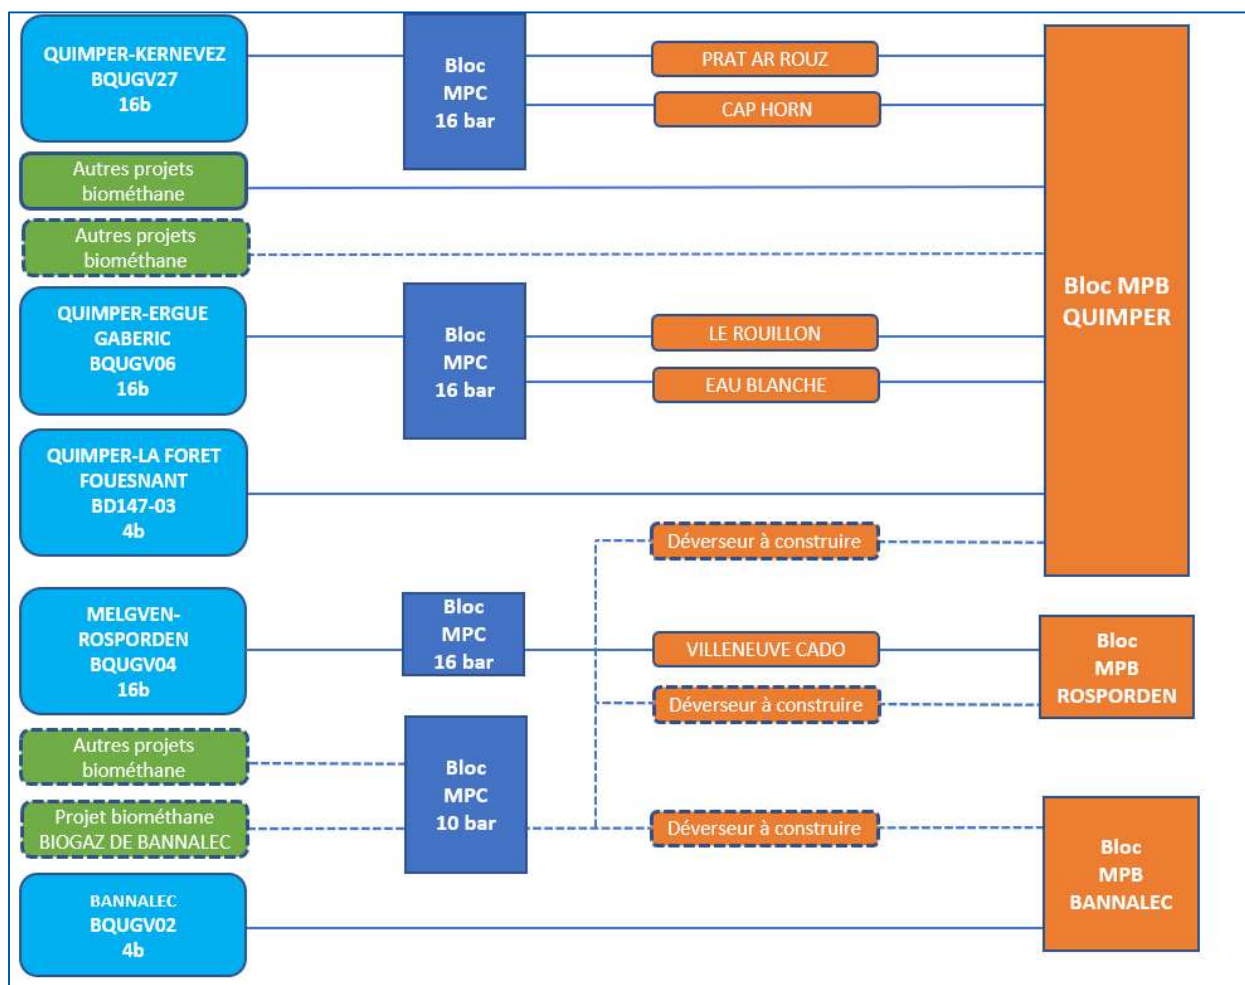 QUIMPER-KERNEVEZ
BQUGV27
16b
Bloc
MPC
16 bar
PRAT AR ROUZ
CAP HORN
Autres projets
biométhane
Autres projets
biométhane
Bloc MPB
QUIMPER
QUIMPER-ERGUE
GABERIC
BQUGV06
16b
Bloc
MPC
16 bar
LE ROUILLON
EAU BLANCHE
QUIMPER-LA FORET
FOUESNANT
BD147-03
4b
Déverseur à construire
MELGVEN-
ROSPORDEN
BQUGV04
16b
Bloc
MPC
16 bar
VILLENEUVE CADO
Déverseur à construire
Bloc
MPB
ROSPORDEN
Autres projets
biométhane
Projet biométhane
BIOGAZ DE BANNALEC
Bloc
MPC
10 bar
Déverseur à construire
Bloc
MPB
BANNALEC
BANNALEC
BQUGV02
4b